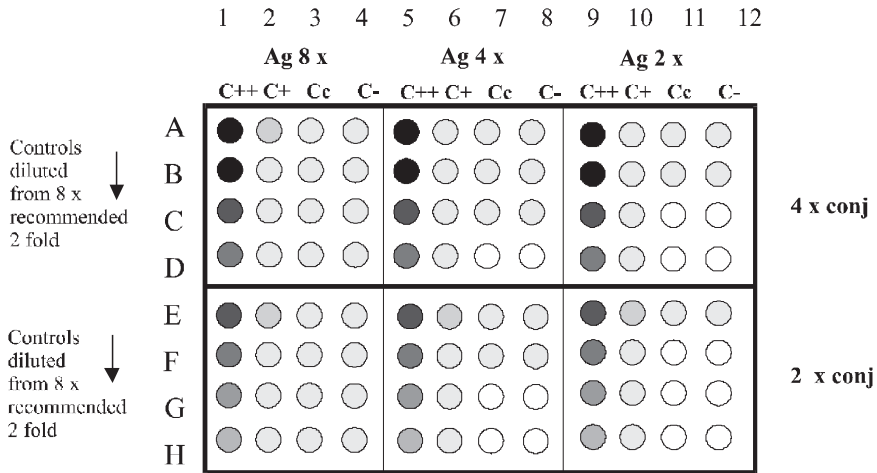 1 2 3 4 5 6 7 8 9 10 11 12
Ag 8 x Ag 4 x Ag 2 x
C++ C+ Cc C- C++ C+ Cc C- C++ C+ Cc C-
A
B
C
D
Controls
diluted
from 8 x
recommended
2 fold
4 x conj
E
F
G
H
Controls
diluted
from 8 x
recommended
2 fold
2 x conj